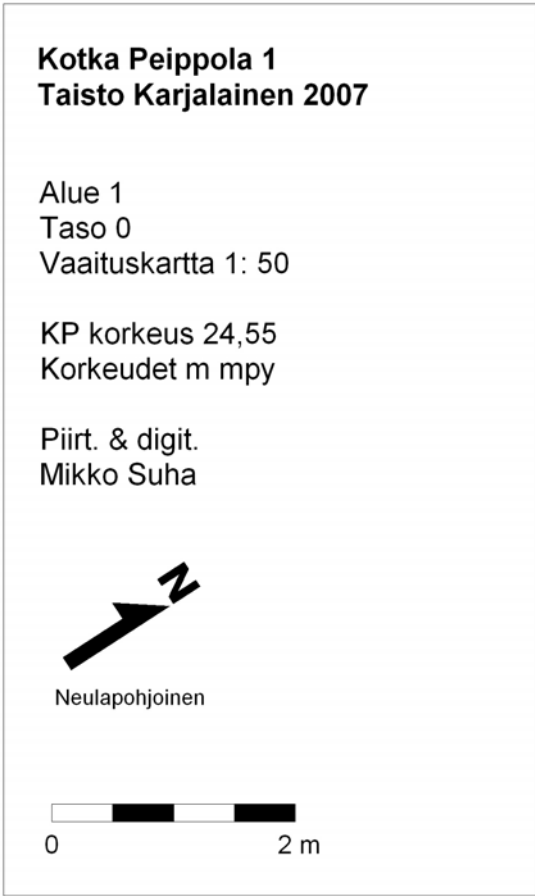 Kotka Peippola 1
Taisto Karjalainen 2007
Alue 1
Taso 0
Vaaituskartta 1: 50
KP korkeus 24,55
Korkeudet m mpy
Piirt. & digit.
Mikko Suha
N
Neulapohjoinen
0 2 m